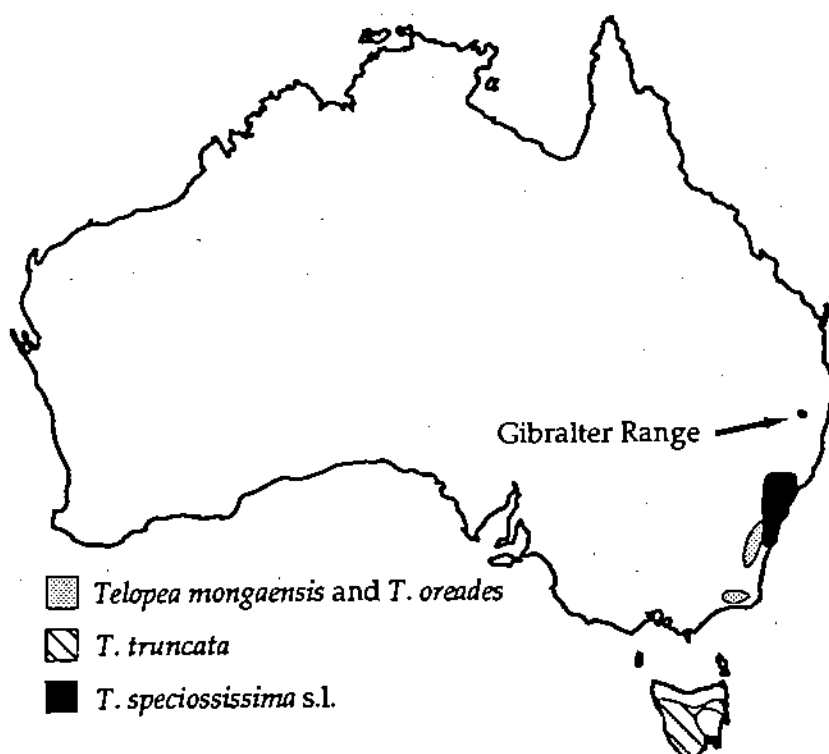 Gibralter Range
Telopea mongaensis and T. oreades
T. truncata
T. speciossissima s.l.